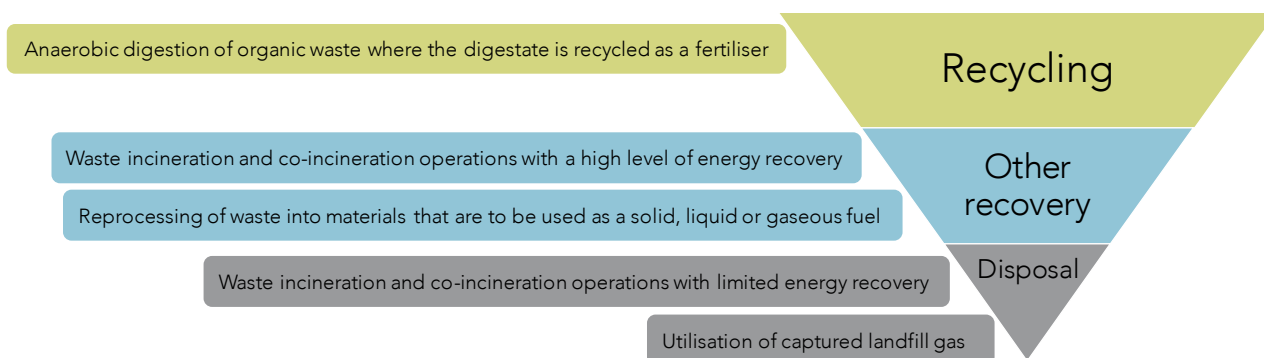 Anaerobic digestion of organic waste where the digestate is recycled as a fertiliser
Recycling
Waste incineration and co-incineration operations with a high level of energy recovery
Other
recovery
Reprocessing of waste into materials that are to be used as a solid, liquid or gaseous fuel
Disposal
Waste incineration and co-incineration operations with limited energy recovery
Utilisation of captured landfill gas